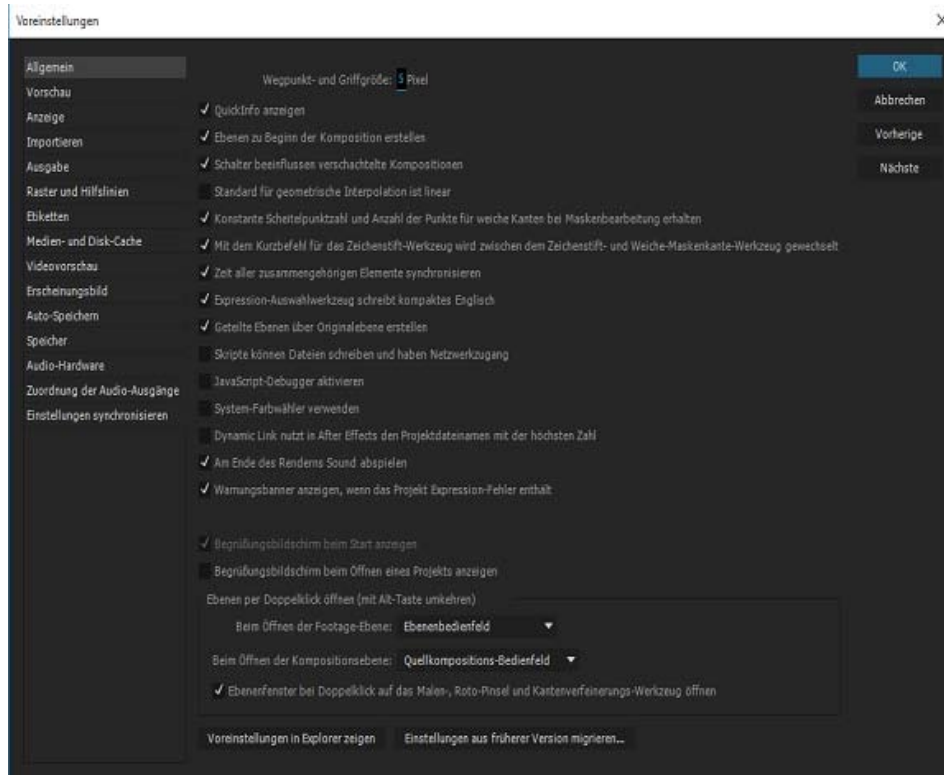 Voreinstellungen
Allgemein
Vorschau
Anzeige
Importieren
Ausgabe
Raster und Hilfslinien
Etiketten
Medien- und Disk-Cache
Videovorschau
Erscheinungsbild
Auto-Speichern
Speicher
Audio-Hardware
Zuordnung der Audio-Ausgänge
Einstellungen synchronisieren
Wegpunkt- und Griffgröße: 5 Pixel
QuickInfo anzeigen
Ebenen zu Beginn der Komposition erstellen
Schalter beeinflussen verschachtelte Kompositionen
Standard für geometrische Interpolation ist linear
Konstante Scheitelpunktzahl und Anzahl der Punkte für weiche Kanten bei Maskenbearbeitung erhalten
Mit dem Kurzbefehl für das Zeichenstift-Werkzeug wird zwischen dem Zeichenstift- und Weiche-Maskenkante-Werkzeug gewechselt
Zeit aller zusammengehörigen Elemente synchronisieren
Expression-Auswahlwerkzeug schreibt kompaktes Englisch
Geteilte Ebenen über Originalebene erstellen
Skripte können Dateien schreiben und haben Netzwerkzugang
JavaScript-Debugger aktivieren
System-Farbwähler verwenden
Dynamic Link nutzt in After Effects den Projektdateinamen mit der höchsten Zahl
Am Ende des Renderns Sound abspielen
Warnungsbanner anzeigen, wenn das Projekt Expression-Fehler enthält
Begrüßungsbildschirm beim Start anzeigen
Begrüßungsbildschirm beim Öffnen eines Projekts anzeigen
Ebenen per Doppelklick öffnen (mit Alt-Taste umkehren)
Beim Öffnen der Footage-Ebene: Ebenenbedienfeld
Beim Öffnen der Kompositionsebene: Quellkompositions-Bedienfeld
Ebenenfenster bei Doppelklick auf das Malen-, Roto-Pinsel und Kantenverfeinerungs-Werkzeug öffnen
Voreinstellungen in Explorer zeigen
Einstellungen aus früherer Version migrieren...
OK
Abbrechen
Vorherige
Nächste